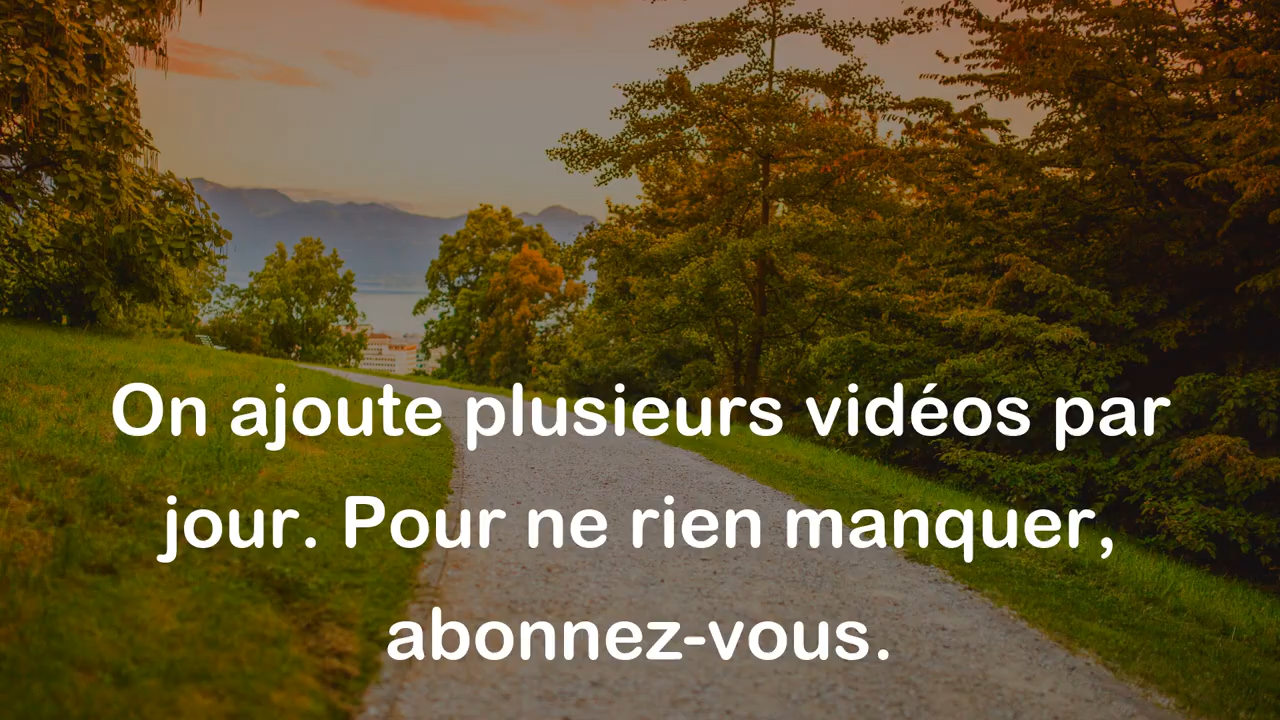 On ajoute plusieurs vidéos par
jour. Pour ne rien manquer,
abonnez-vous.